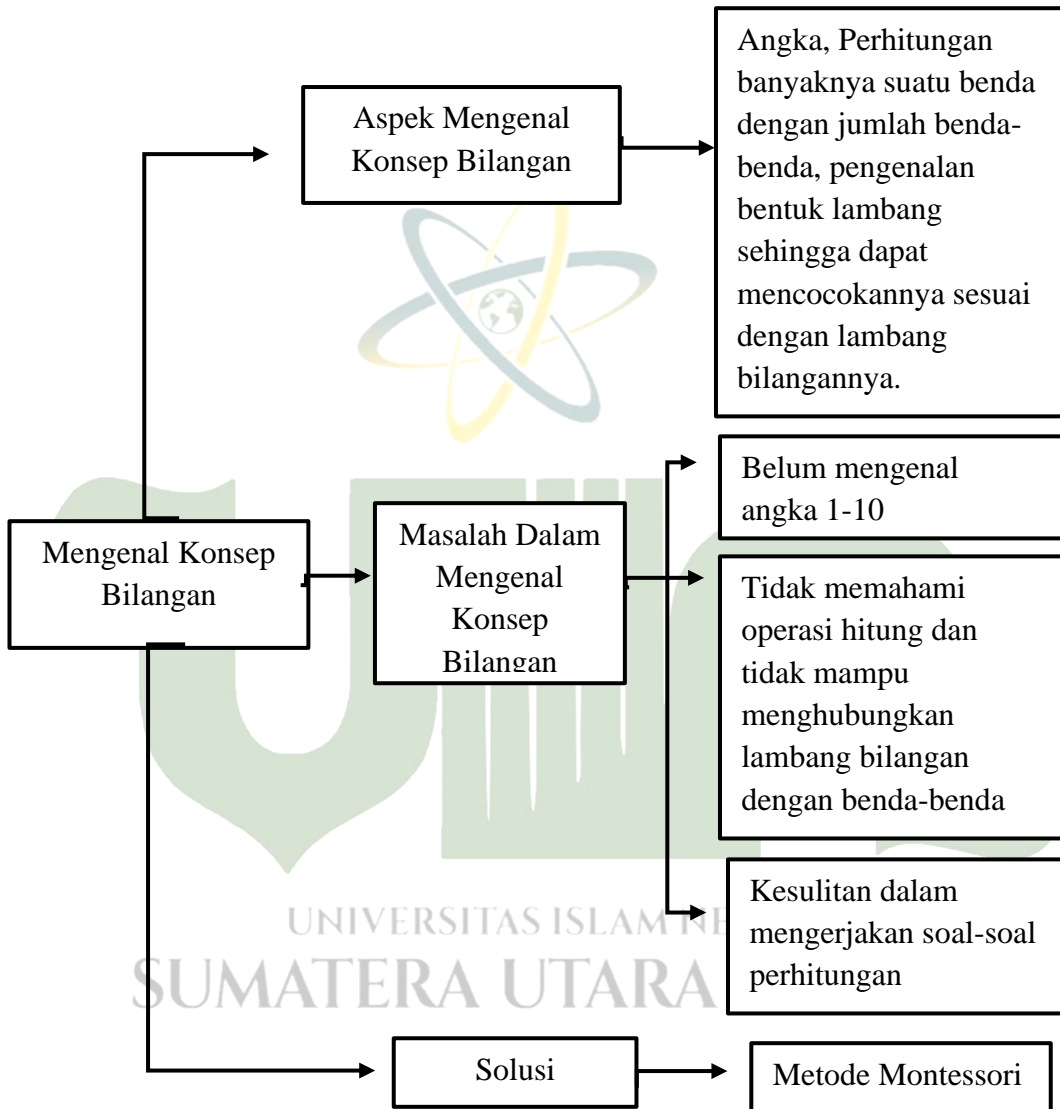 Angka, Perhitungan
banyaknya suatu benda
dengan jumlah benda-
benda, pengenalan
bentuk lambang
sehingga dapat
mencocokannya sesuai
dengan lambang
bilangannya.
Aspek Mengenal
Konsep Bilangan
Mengenal Konsep
Bilangan
Masalah Dalam
Mengenal
Konsep
Bilangan
Belum mengenal
angka 1-10
Tidak memahami
operasi hitung dan
tidak mampu
menghubungkan
lambang bilangan
dengan benda-benda
Kesulitan dalam
mengerjakan soal-soal
perhitungan
UNIVERSITAS ISLAM NE
SUMATERA UTARA
Solusi
Metode Montessori